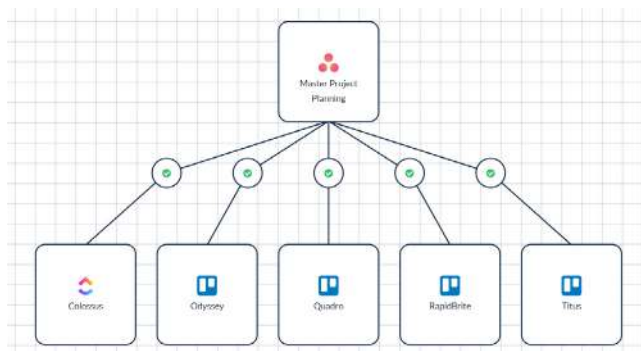 Master Project
Planning
Colossus
Odyssey
Quadro
RapidBrite
Titus